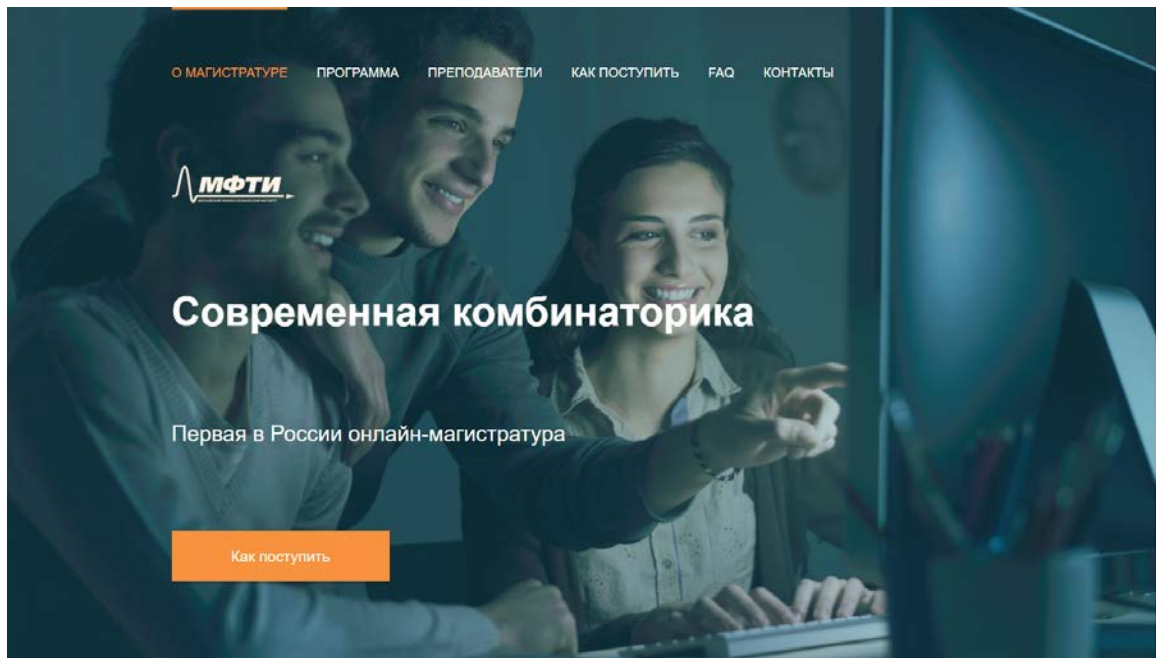 О МАГИСТРАТУРЕ ПРОГРАММА ПРЕПОДАВАТЕЛИ КАК ПОСТУПИТЬ FAQ КОНТАКТЫ
МФТИ
Современная комбинаторика
Первая в России онлайн-магистратура
Как поступить